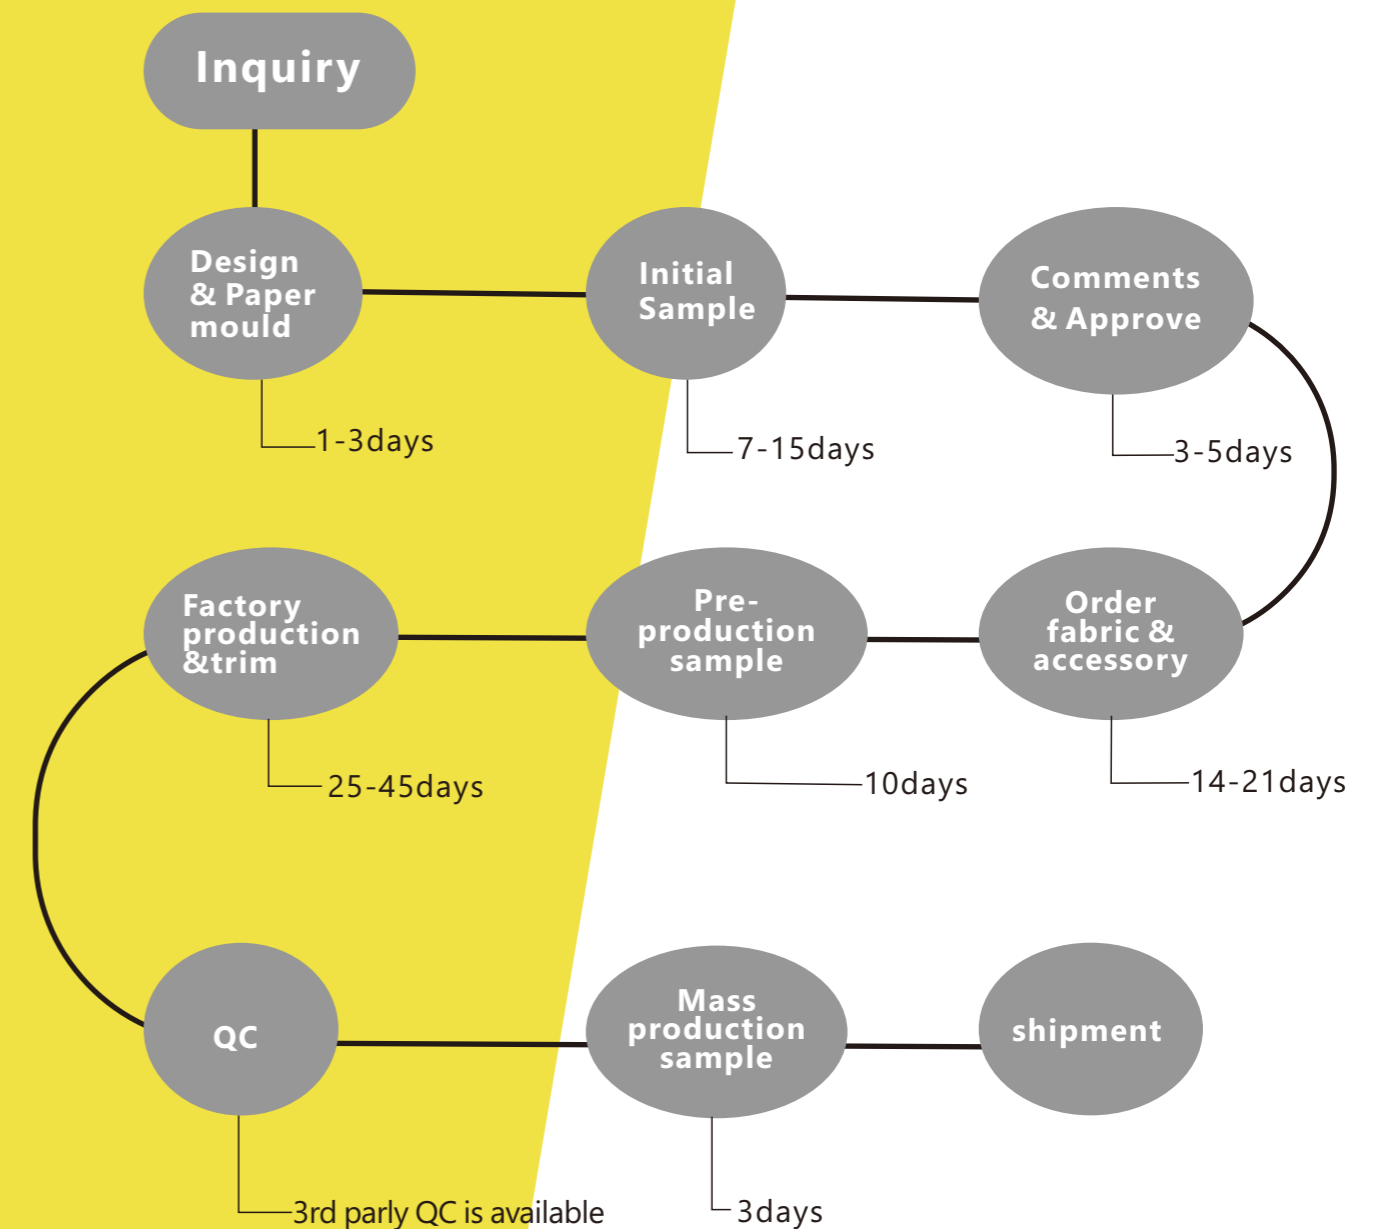 Inquiry
Design
& Paper
mould
1-3days
Initial
Sample
7-15days
Comments
& Approve
3-5days
Order
fabric &
accessory
14-21days
Pre-
production
sample
10days
Factory
production
&trim
25-45days
QC
3rd parly QC is available
Mass
production
sample
3days
shipment